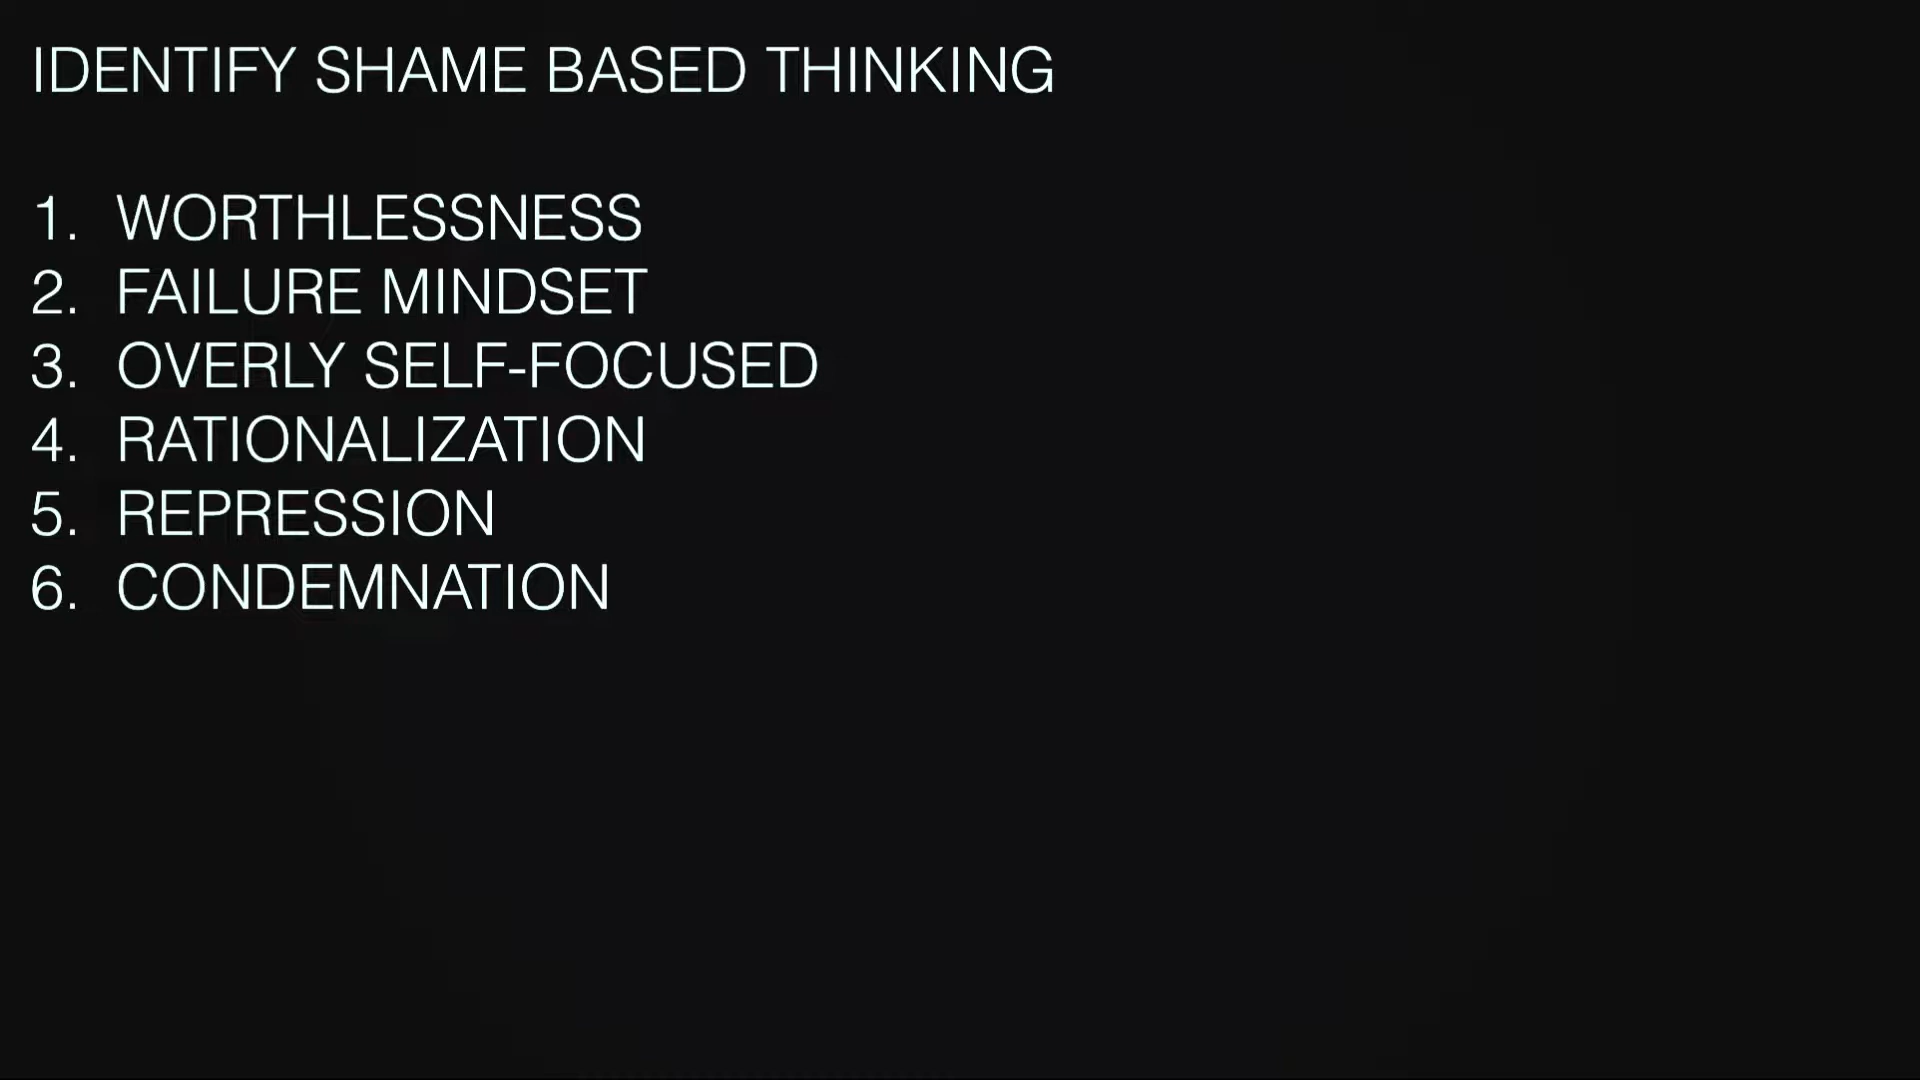 IDENTIFY SHAME BASED THINKING
1. WORTHLESSNESS
2. FAILURE MINDSET
3. OVERLY SELF-FOCUSED
4. RATIONALIZATION
5. REPRESSION
6. CONDEMNATION